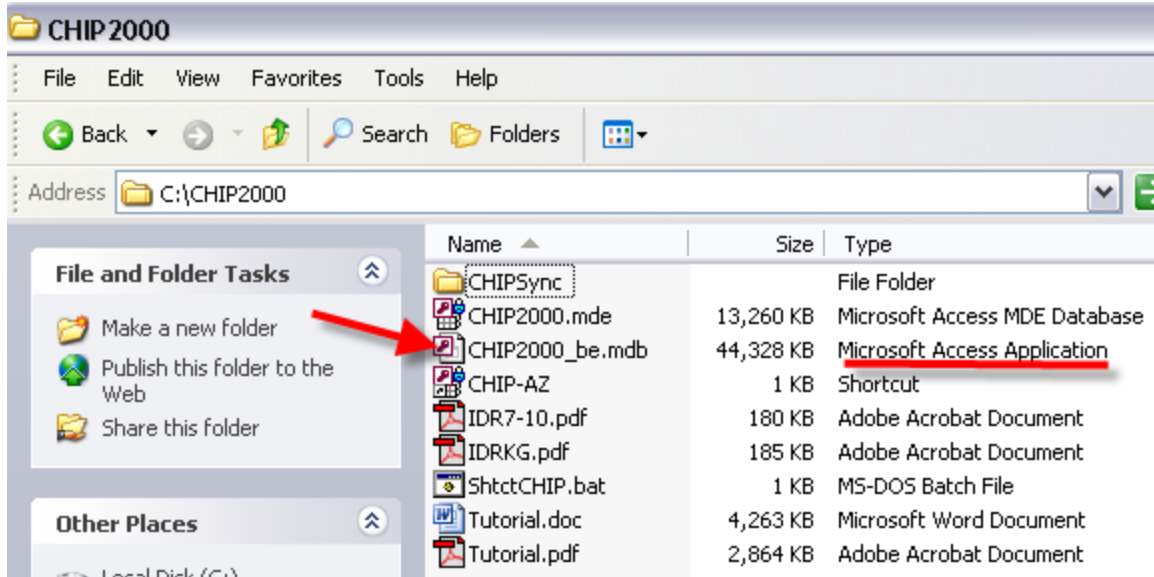 CHIP2000
File Edit View Favorites Tools Help
Back Search Folders
Address C:\CHIP2000
Name Size Type
File and Folder Tasks
Make a new folder
Publish this folder to the
Web
Share this folder
Other Places
Local Disk (C:)
CHIPSync File Folder
CHIP2000.mde 13,260 KB Microsoft Access MDE Database
CHIP2000_be.mdb 44,328 KB Microsoft Access Application
CHIP-AZ 1 KB Shortcut
IDR7-10.pdf 180 KB Adobe Acrobat Document
IDRKG.pdf 185 KB Adobe Acrobat Document
ShtctCHIP.bat 1 KB MS-DOS Batch File
Tutorial.doc 4,263 KB Microsoft Word Document
Tutorial.pdf 2,864 KB Adobe Acrobat Document